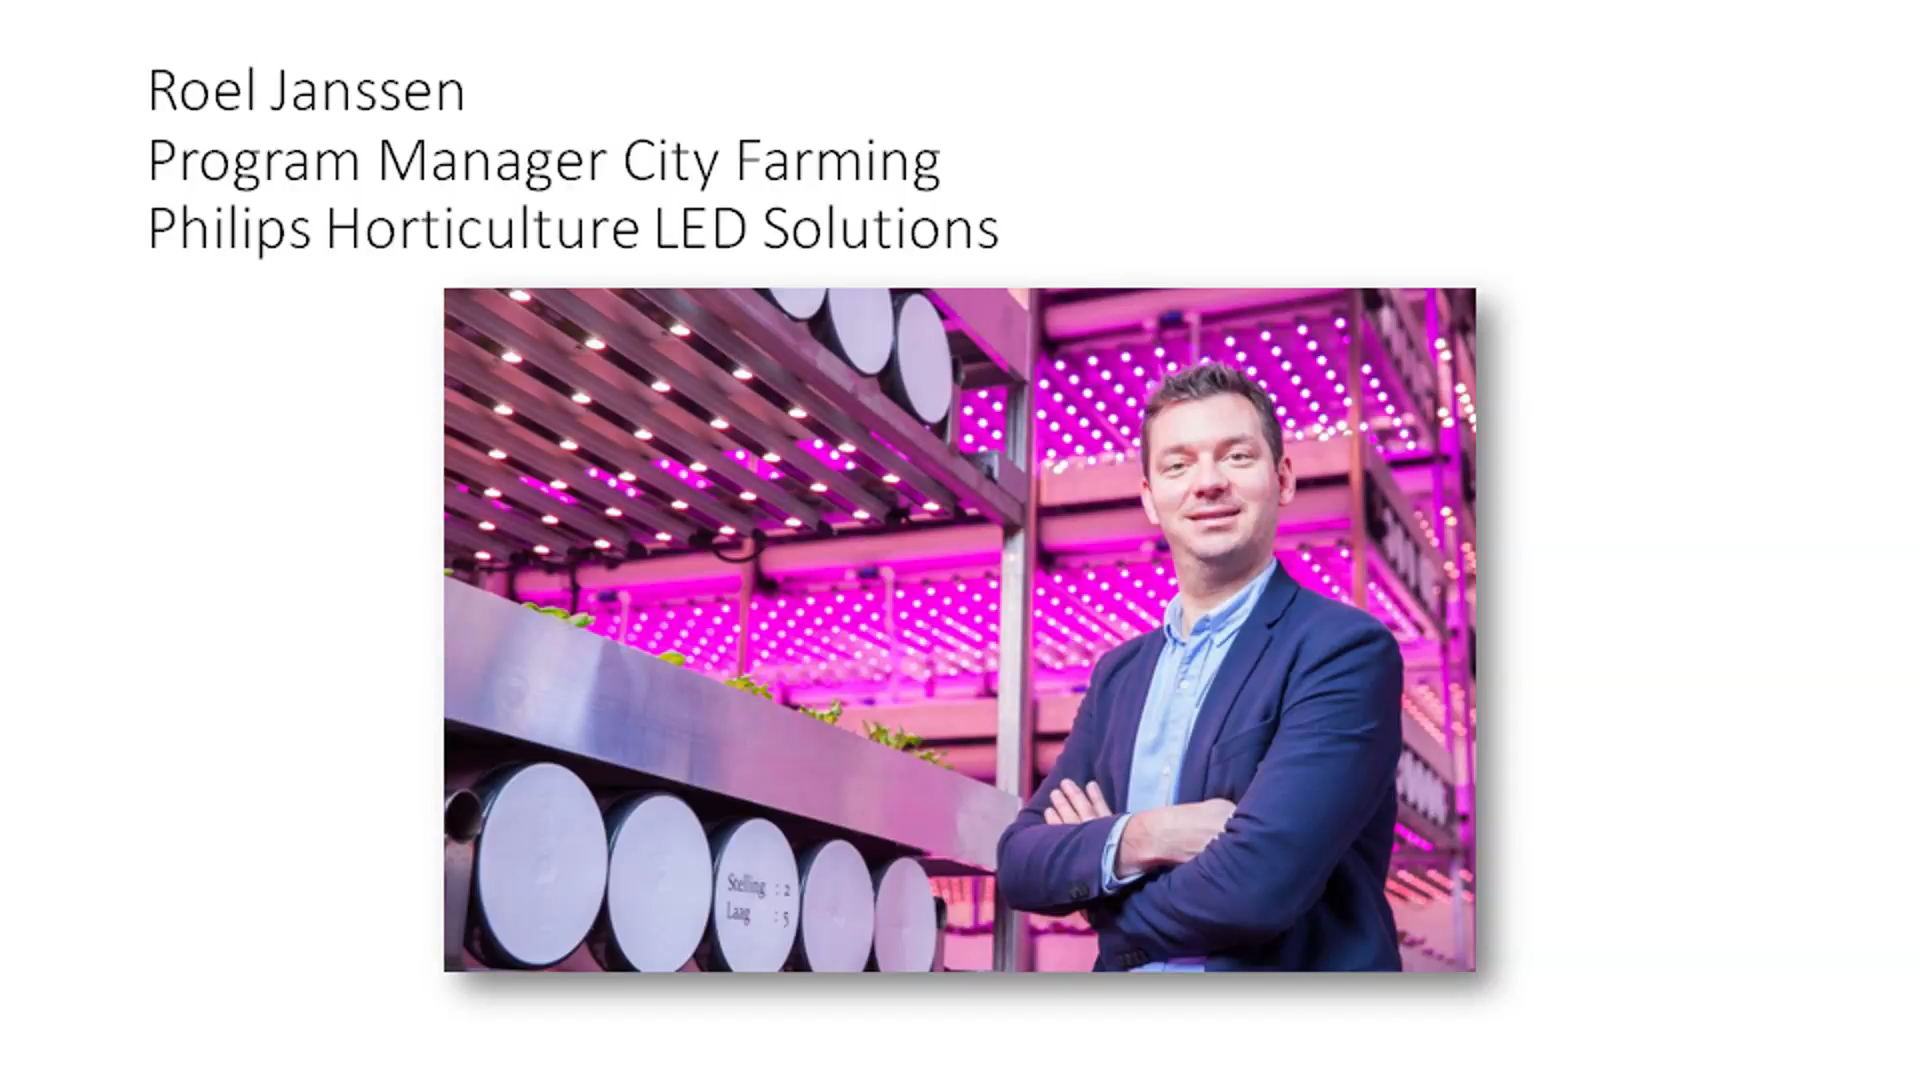 Roel Janssen
Program Manager City Farming
Philips Horticulture LED Solutions
Stelling : 2
Laag : 5